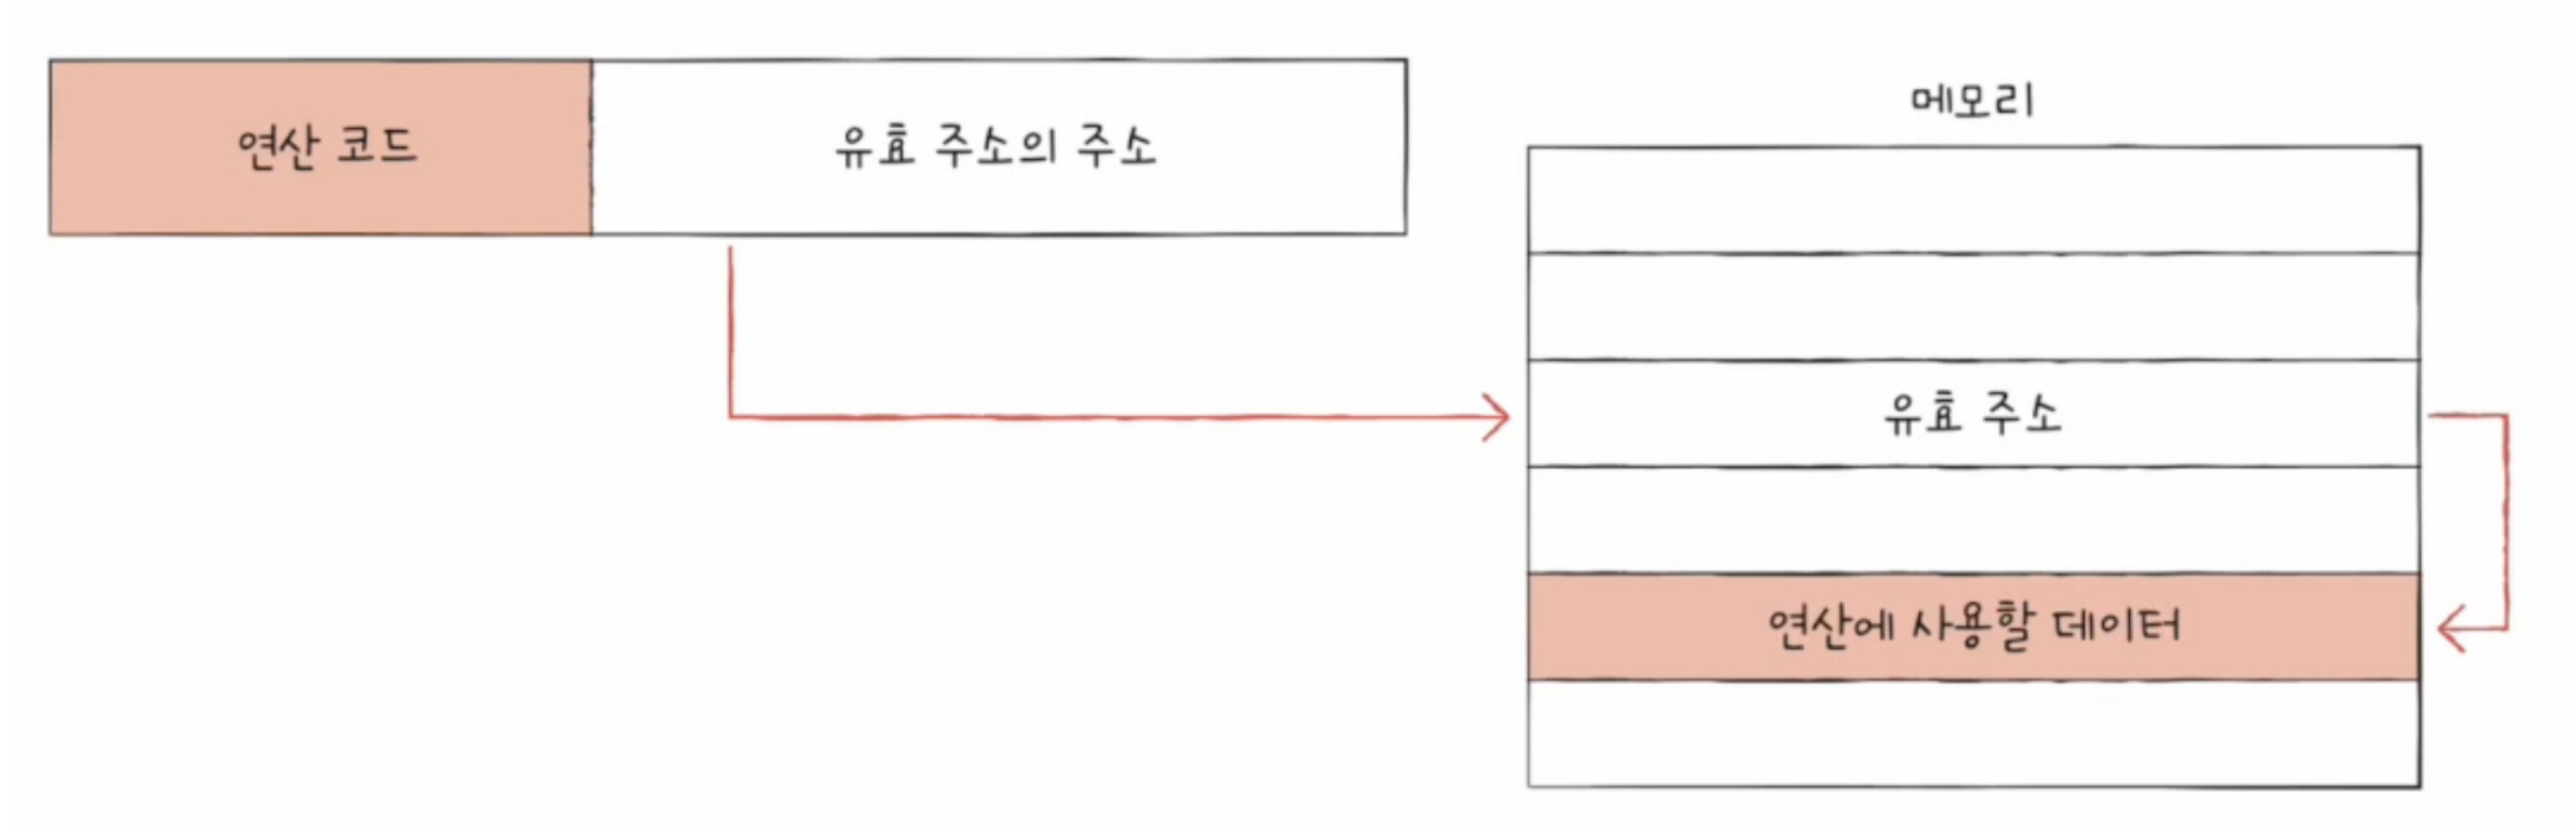 연산 코드
유효 주소의 주소
메모리
유효 주소
연산에 사용할 데이터